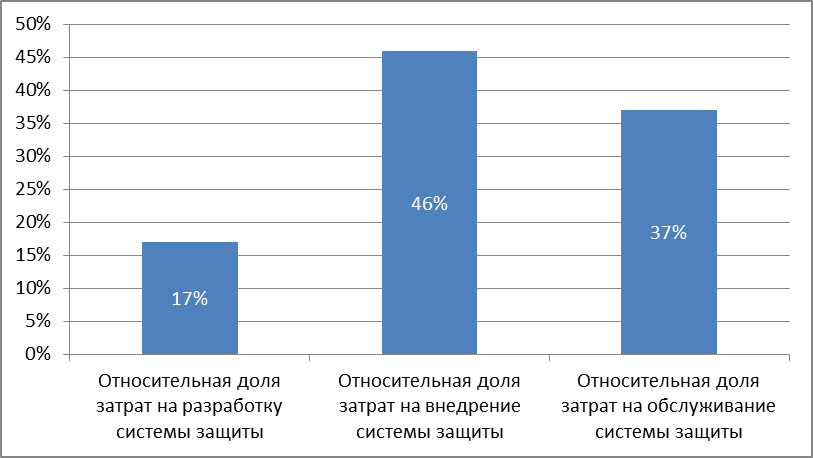 50%
45%
40%
35%
30%
25%
20%
15%
10%
5%
0%
17%
46%
37%
Относительная доля
затрат на разработку
системы защиты
Относительная доля
затрат на внедрение
системы защиты
Относительная доля
затрат на обслуживание
системы защиты